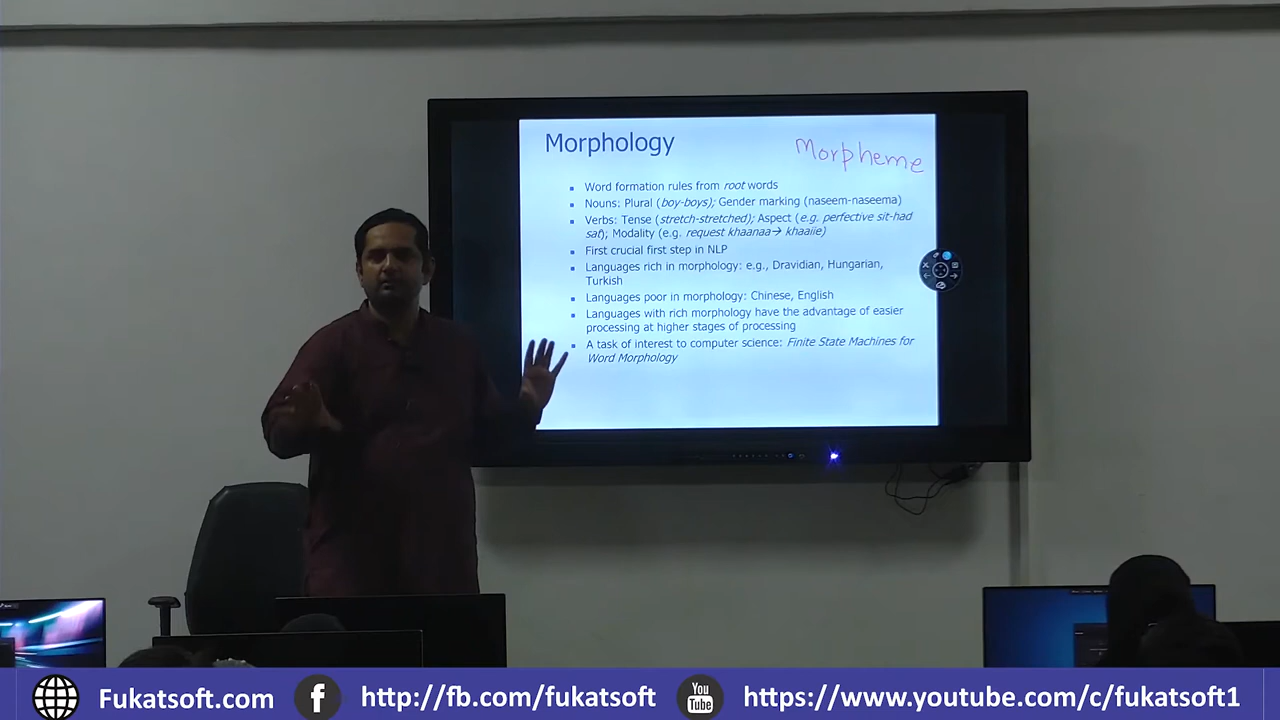 Morphology
Morpheme
Word formation rules from root words
Nouns: Plural (boy-boys); Gender marking (naseem-naseema)
Verbs: Tense (stretch-stretched); Aspect (e.g. perfective sit-had
sat); Modality (e.g. request khaanaa→ khaaiie)
First crucial first step in NLP
Languages rich in morphology: e.g., Dravidian, Hungarian,
Turkish
Languages poor in morphology: Chinese, English
Languages with rich morphology have the advantage of easier
processing at higher stages of processing
A task of interest to computer science: Finite State Machines for
Word Morphology
Fukatsoft.com
f
http://fb.com/fukatsoft
You
Tube
https://www.youtube.com/c/fukatsoft1